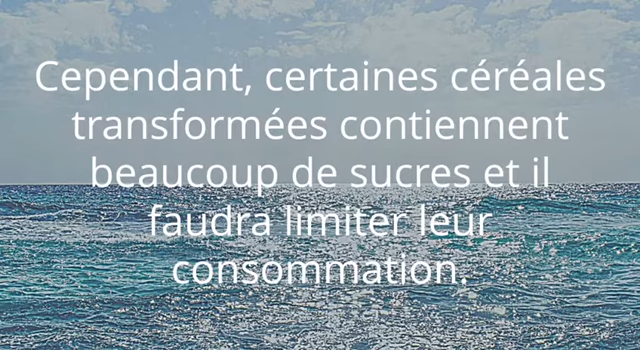 Cependant, certaines céréales
transformées contiennent
beaucoup de sucres et il
faudra limiter leur
consommation.